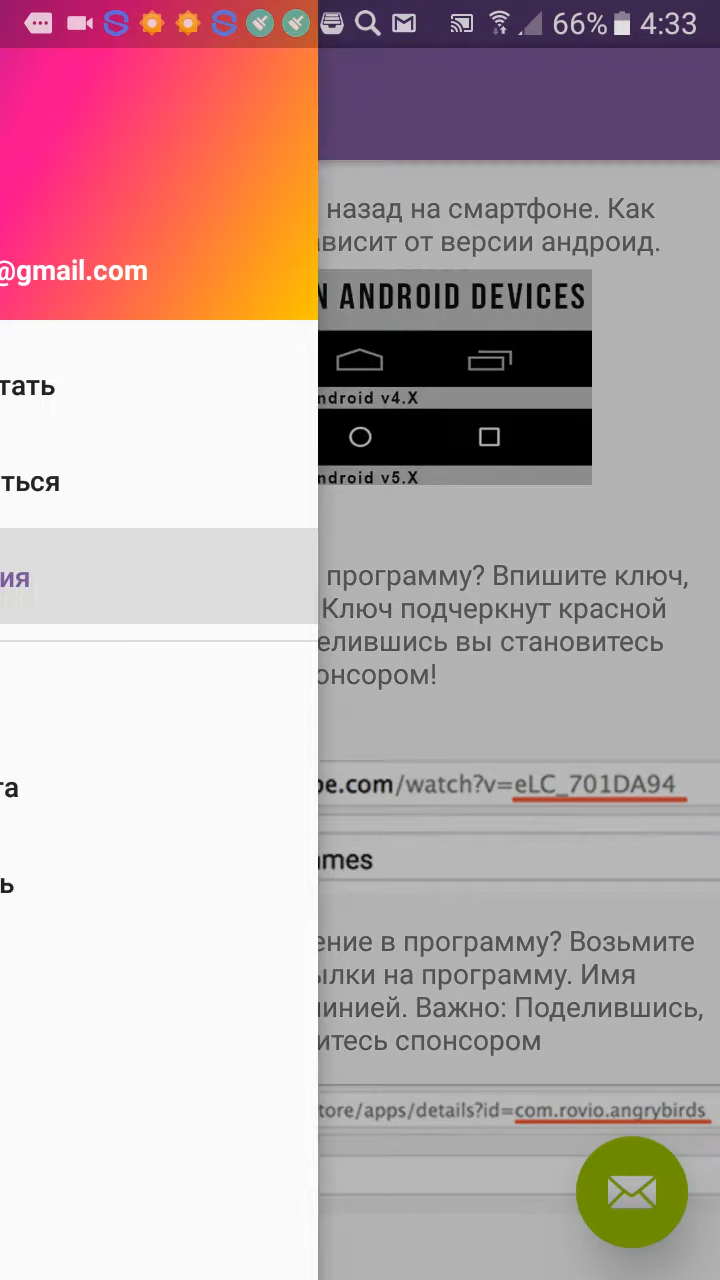 66% 4:33
@gmail.com
тать
ться
ия
та
ь
назад на смартфоне. Как
ависит от версии андроид.
N ANDROID DEVICES
ndroid v4.X
ndroid v5.X
программу? Впишите ключ,
Ключ подчеркнут красной
елившись вы становитесь
онсором!
be.com/watch?v=eLC_701DA94
ames
ение в программу? Возьмите
ылки на программу. Имя
линией. Важно: Поделившись,
итесь спонсором
tore/apps/details?id=com.rovio.angrybirds